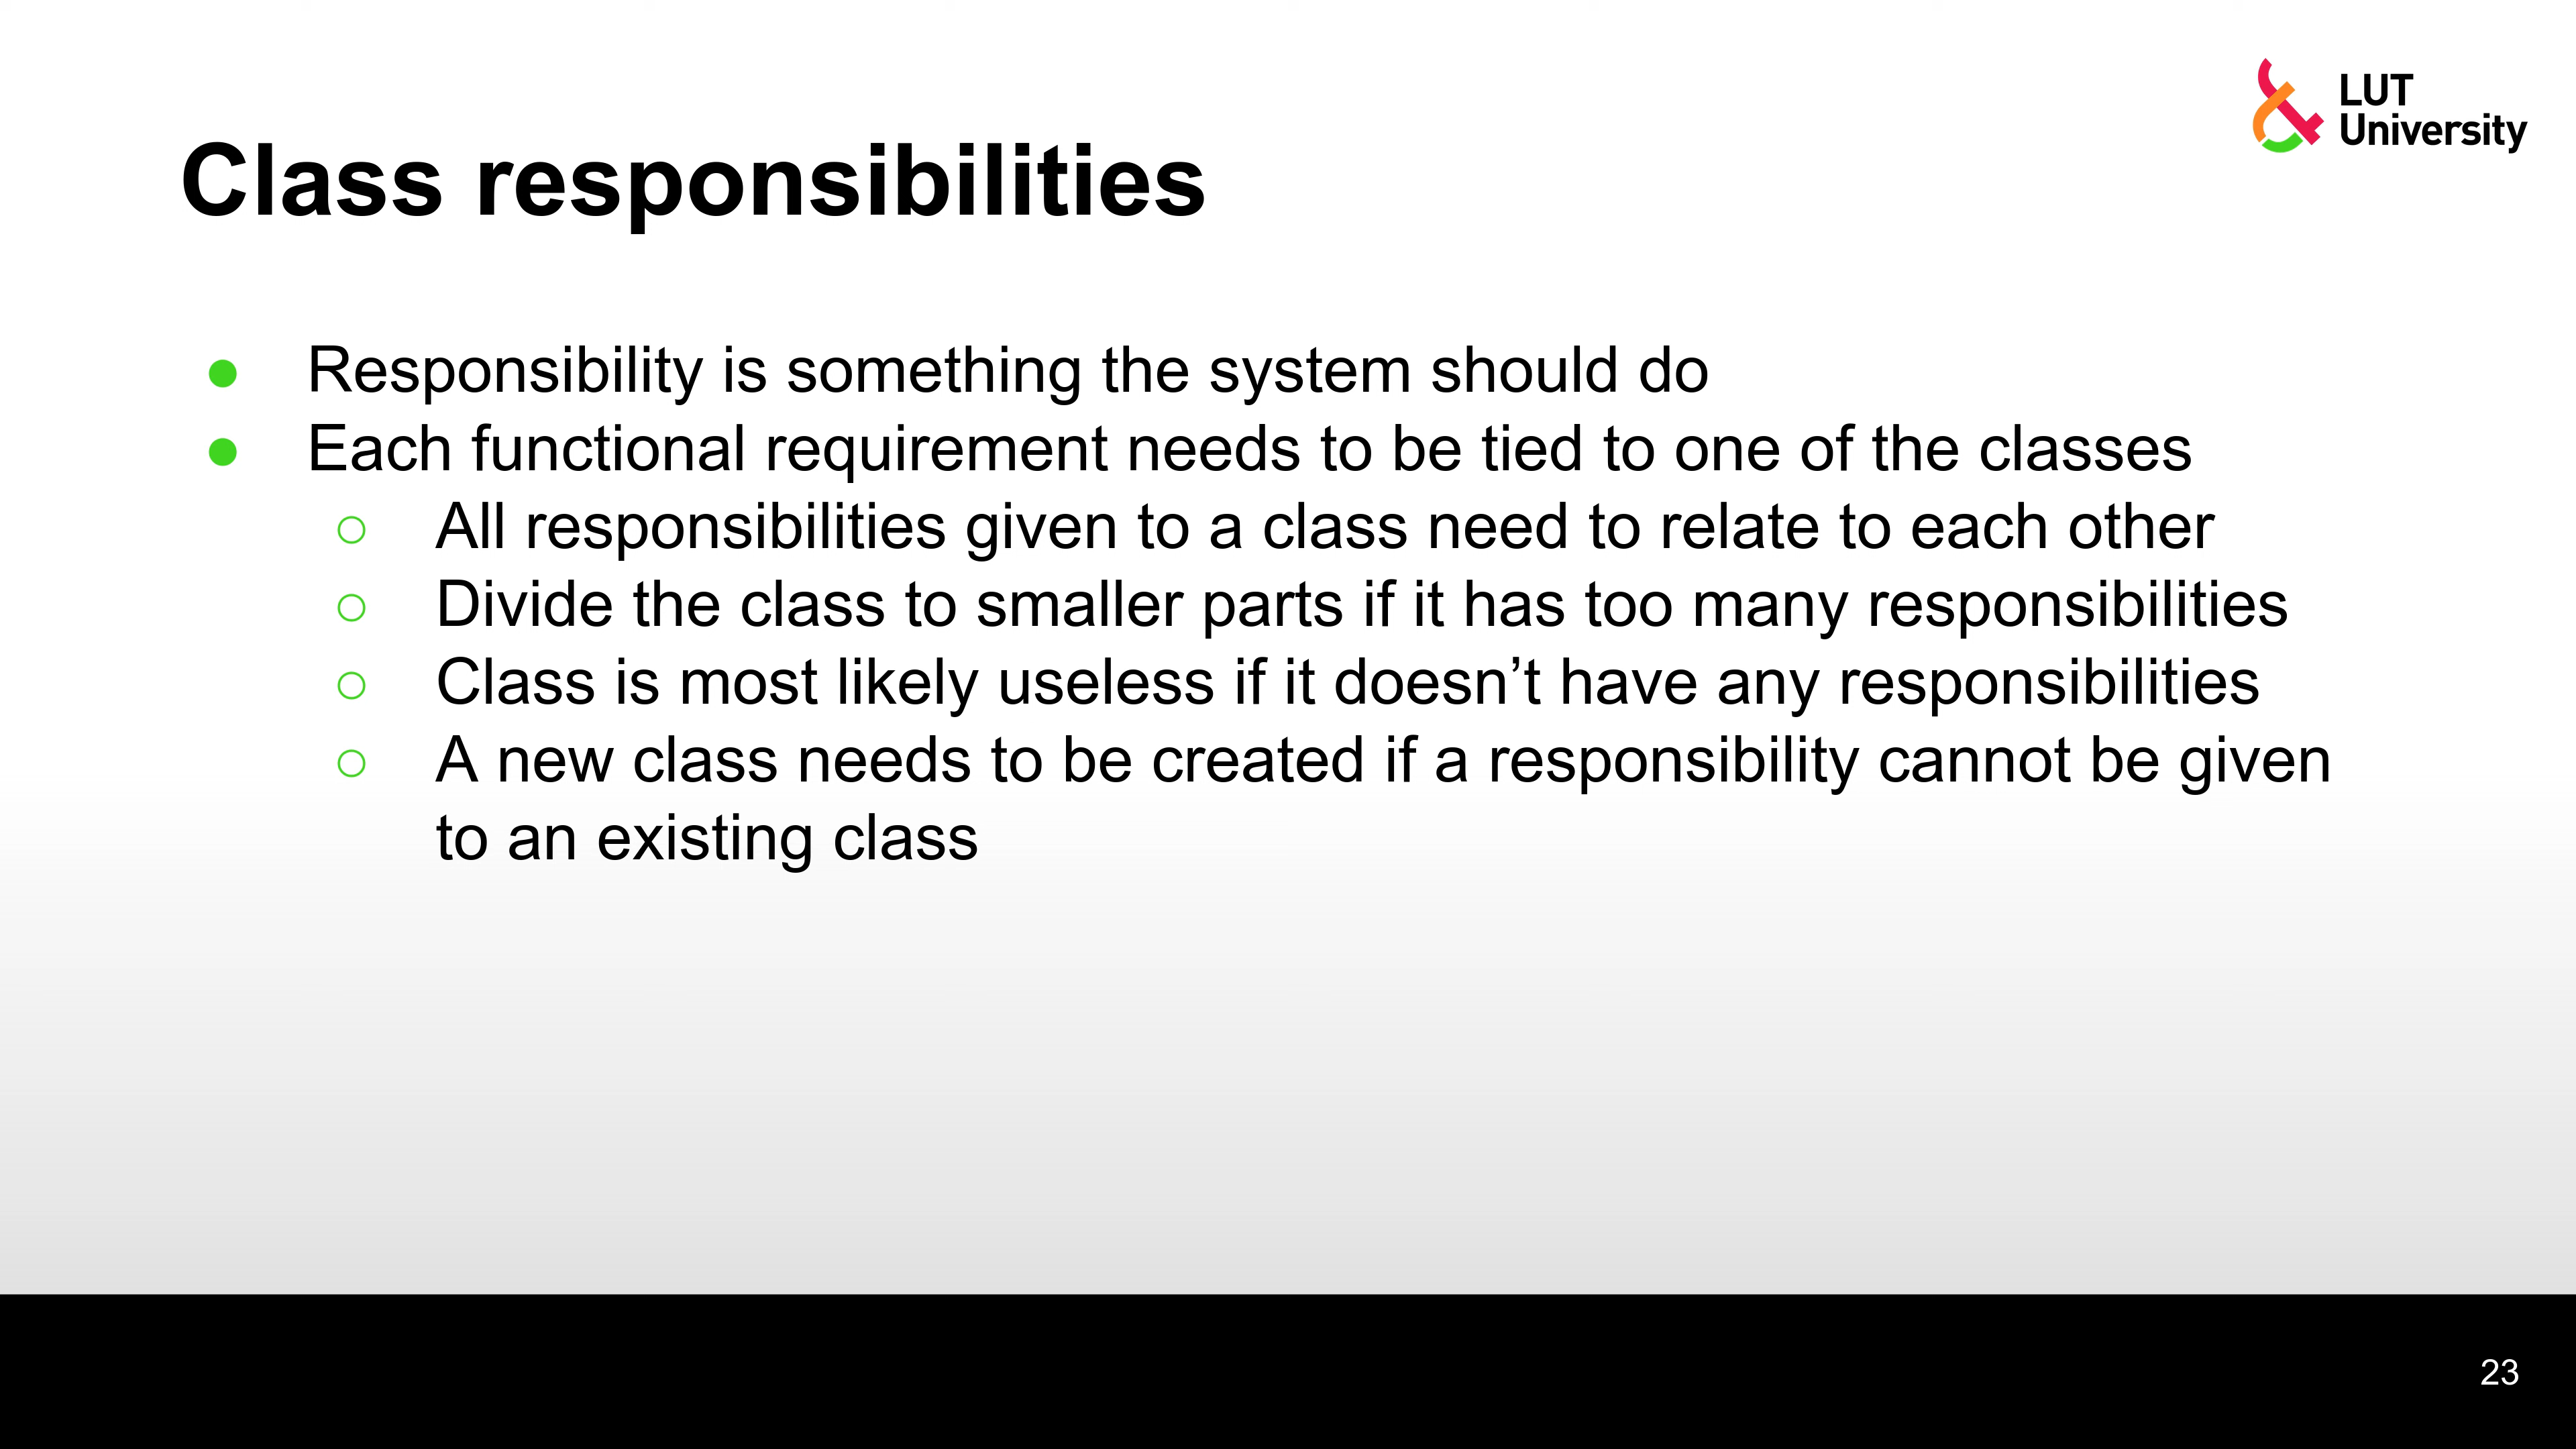 LUT
University
Class responsibilities
● Responsibility is something the system should do
● Each functional requirement needs to be tied to one of the classes
○ All responsibilities given to a class need to relate to each other
○ Divide the class to smaller parts if it has too many responsibilities
○ Class is most likely useless if it doesn’t have any responsibilities
○ A new class needs to be created if a responsibility cannot be given
to an existing class
23